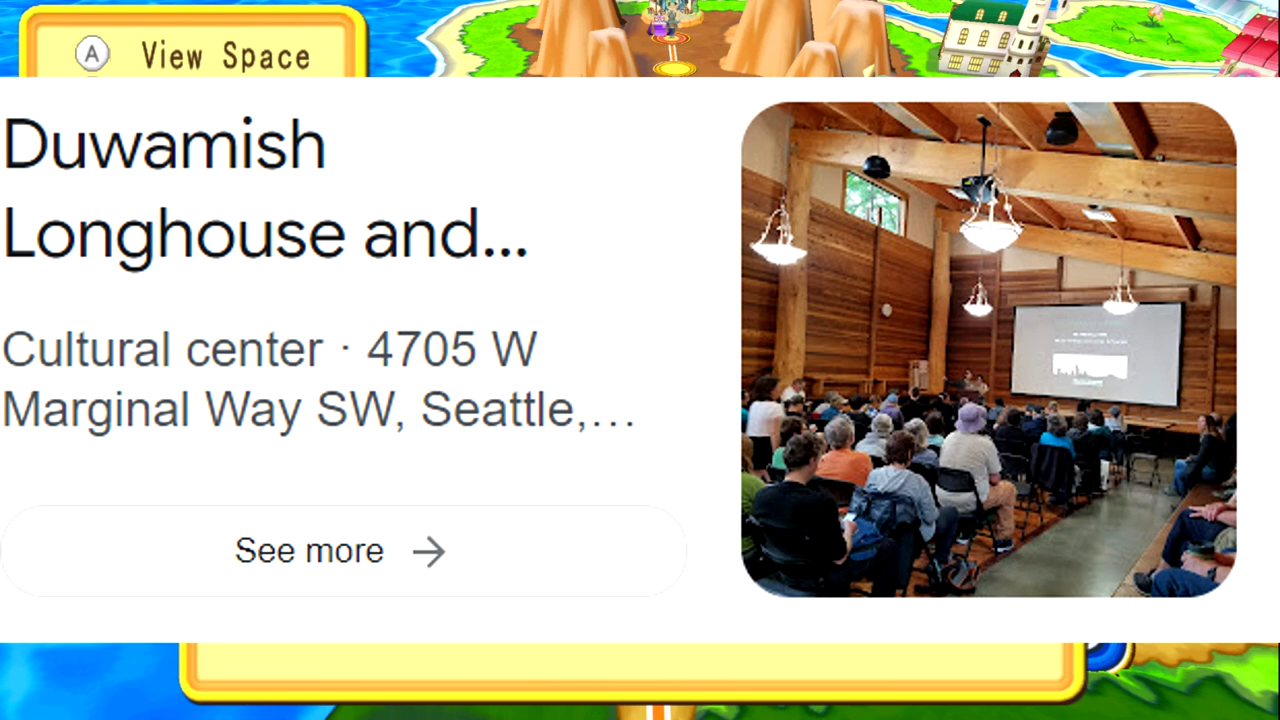 A View Space
Duwamish
Longhouse and...
Cultural center · 4705 W
Marginal Way SW, Seattle,...
See more →